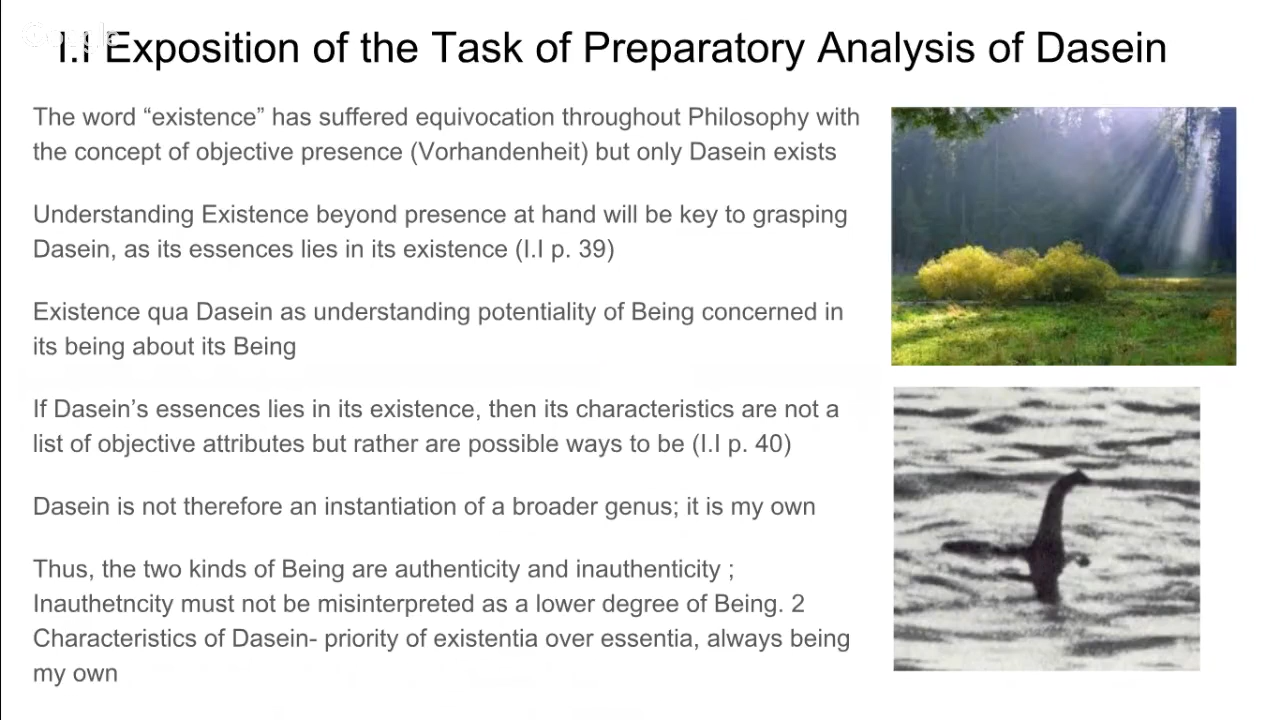 Google
I.I Exposition of the Task of Preparatory Analysis of Dasein
The word “existence” has suffered equivocation throughout Philosophy with
the concept of objective presence (Vorhandenheit) but only Dasein exists
Understanding Existence beyond presence at hand will be key to grasping
Dasein, as its essences lies in its existence (I.I p. 39)
Existence qua Dasein as understanding potentiality of Being concerned in
its being about its Being
If Dasein’s essences lies in its existence, then its characteristics are not a
list of objective attributes but rather are possible ways to be (I.I p. 40)
Dasein is not therefore an instantiation of a broader genus; it is my own
Thus, the two kinds of Being are authenticity and inauthenticity ;
Inauthetncity must not be misinterpreted as a lower degree of Being. 2
Characteristics of Dasein- priority of existentia over essentia, always being
my own